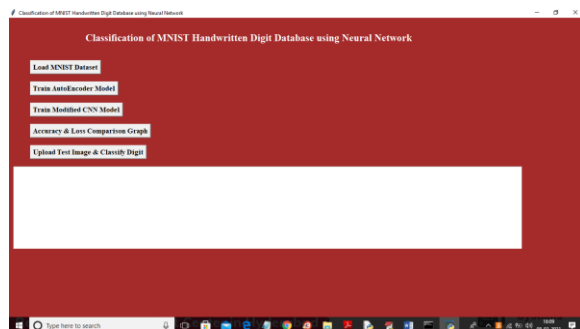 Classification of MNIST Handwritten Digit Database using Neural Network
Classification of MNIST Handwritten Digit Database using Neural Network
Load MNIST Dataset
Train AutoEncoder Model
Train Modified CNN Model
Accuracy & Loss Comparison Graph
Upload Test Image & Classify Digit
Type here to search